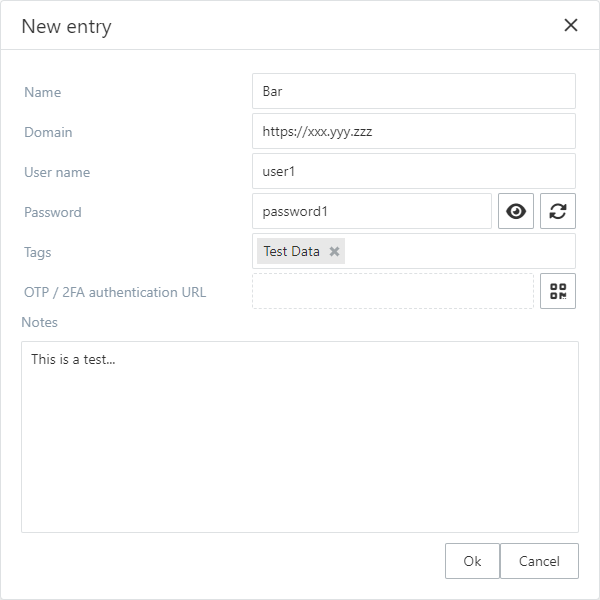 New entry
Name Bar
Domain https://xxx.yyy.zzz
User name user1
Password password1
Tags Test Data
OTP / 2FA authentication URL
Notes
This is a test...
Ok Cancel